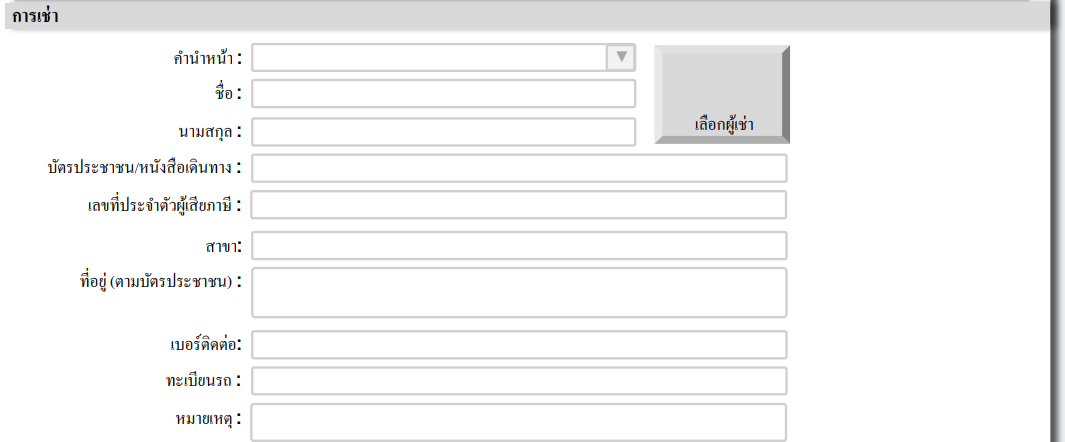 การเช่า
คำนำหน้า :
▼
ชื่อ :
นามสกุล :
เลือกผู้เช่า
บัตรประชาชน/หนังสือเดินทาง :
เลขที่ประจำตัวผู้เสียภาษี :
สาขา:
ที่อยู่ (ตามบัตรประชาชน) :
เบอร์ติดต่อ:
ทะเบียนรถ :
หมายเหตุ :